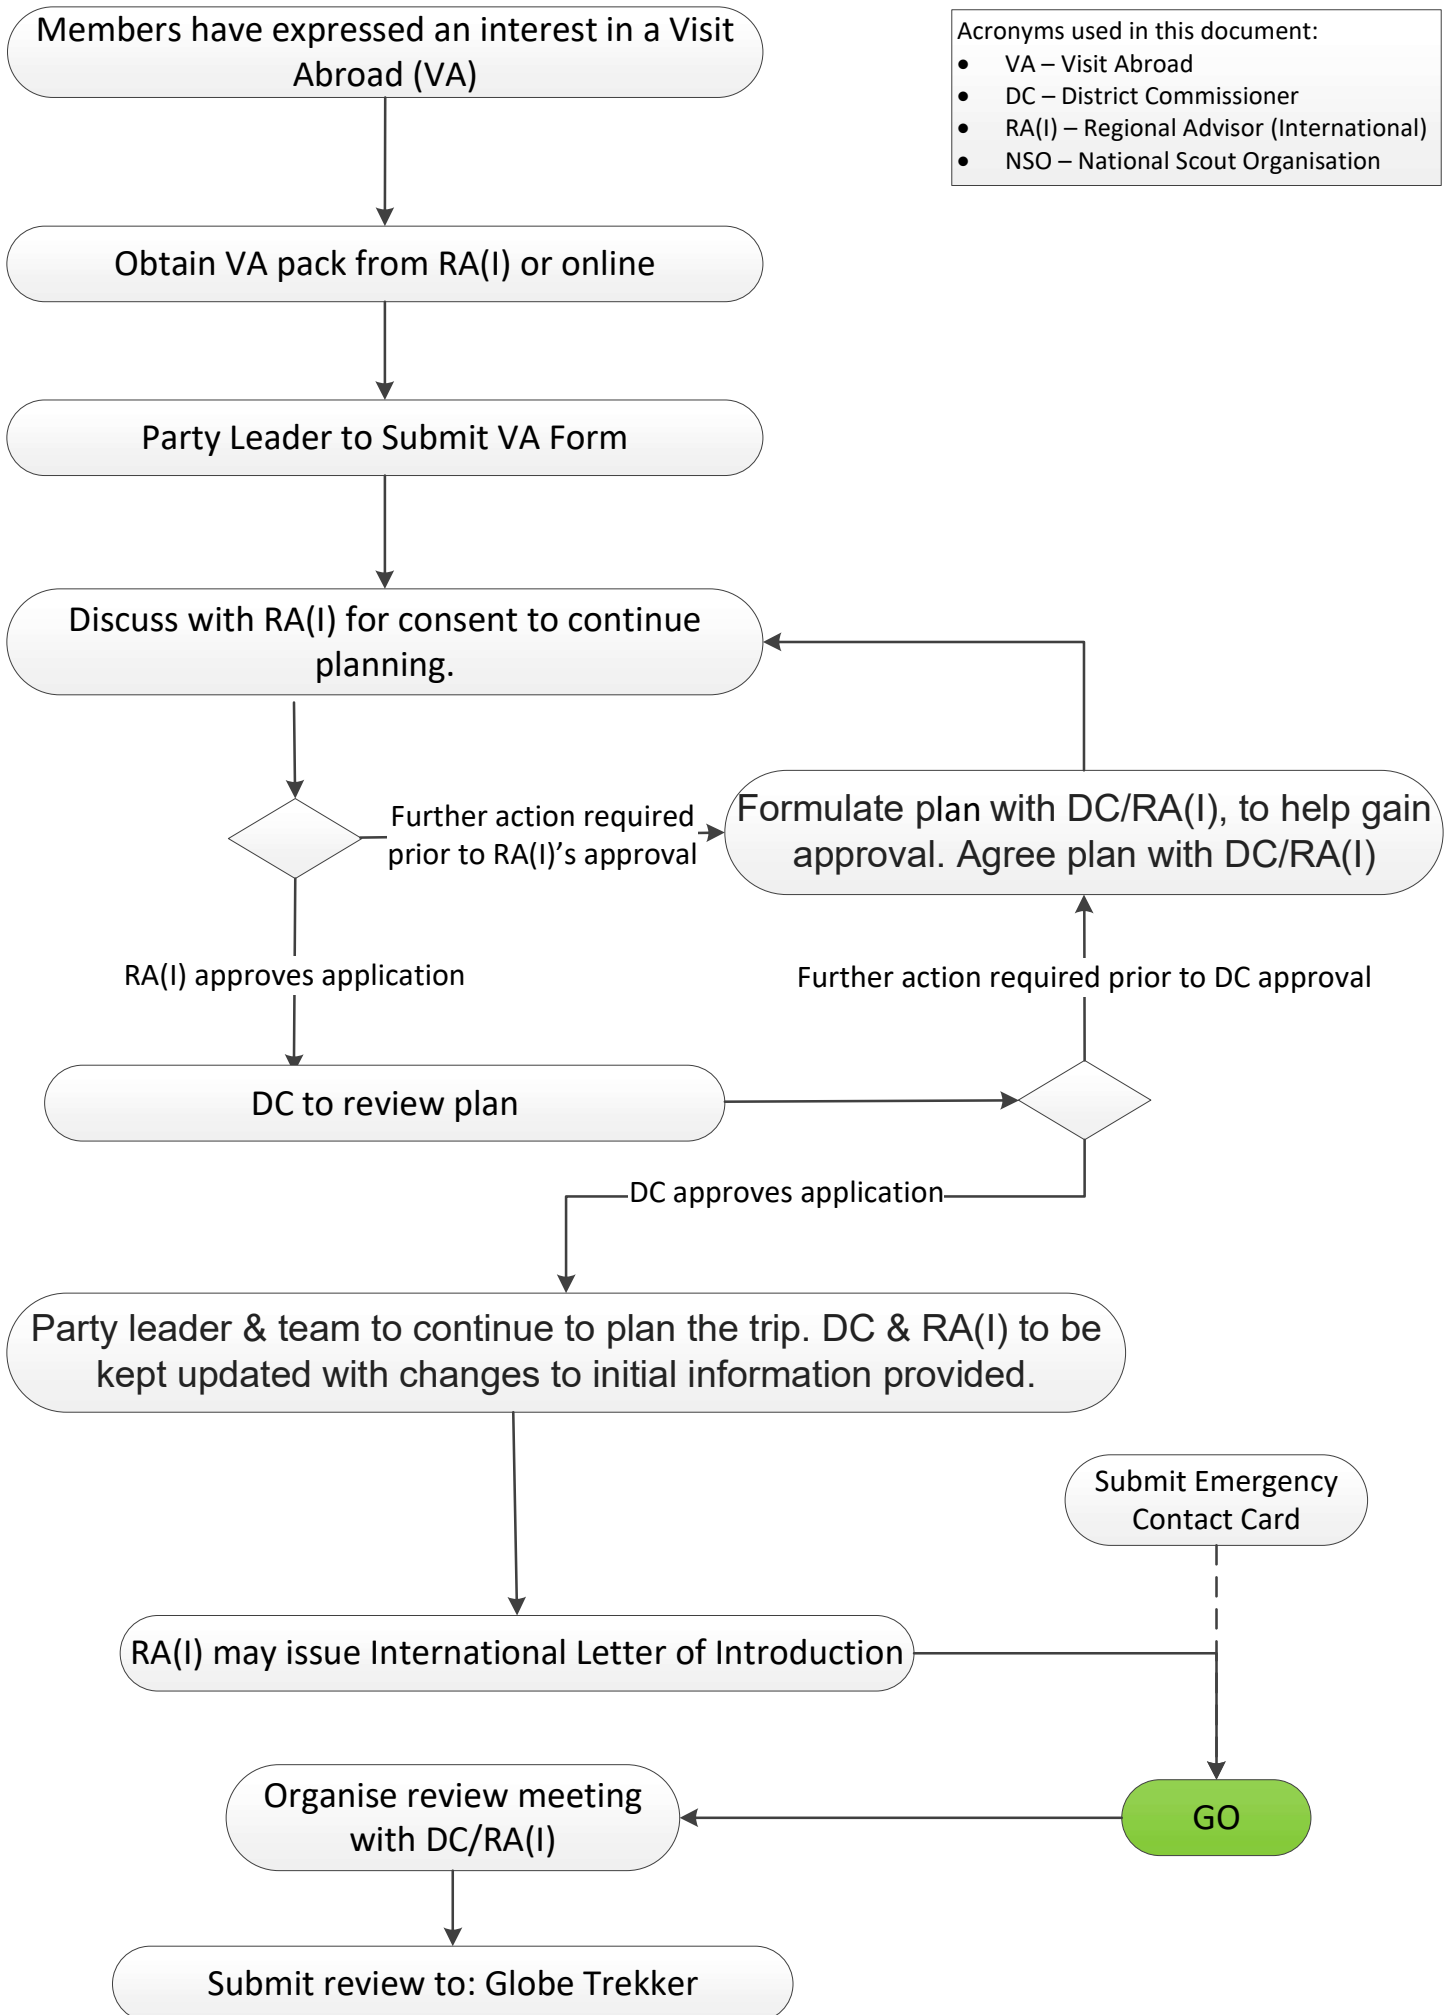 Members have expressed an interest in a Visit
Abroad (VA)
Acronyms used in this document:
• VA – Visit Abroad
• DC – District Commissioner
• RA(I) – Regional Advisor (International)
• NSO – National Scout Organisation
Obtain VA pack from RA(I) or online
Party Leader to Submit VA Form
Discuss with RA(I) for consent to continue
planning.
Further action required
prior to RA(I)’s approval
Formulate plan with DC/RA(I), to help gain
approval. Agree plan with DC/RA(I)
RA(I) approves application
Further action required prior to DC approval
DC to review plan
DC approves application
Party leader & team to continue to plan the trip. DC & RA(I) to be
kept updated with changes to initial information provided.
Submit Emergency
Contact Card
RA(I) may issue International Letter of Introduction
Organise review meeting
with DC/RA(I)
GO
Submit review to: Globe Trekker